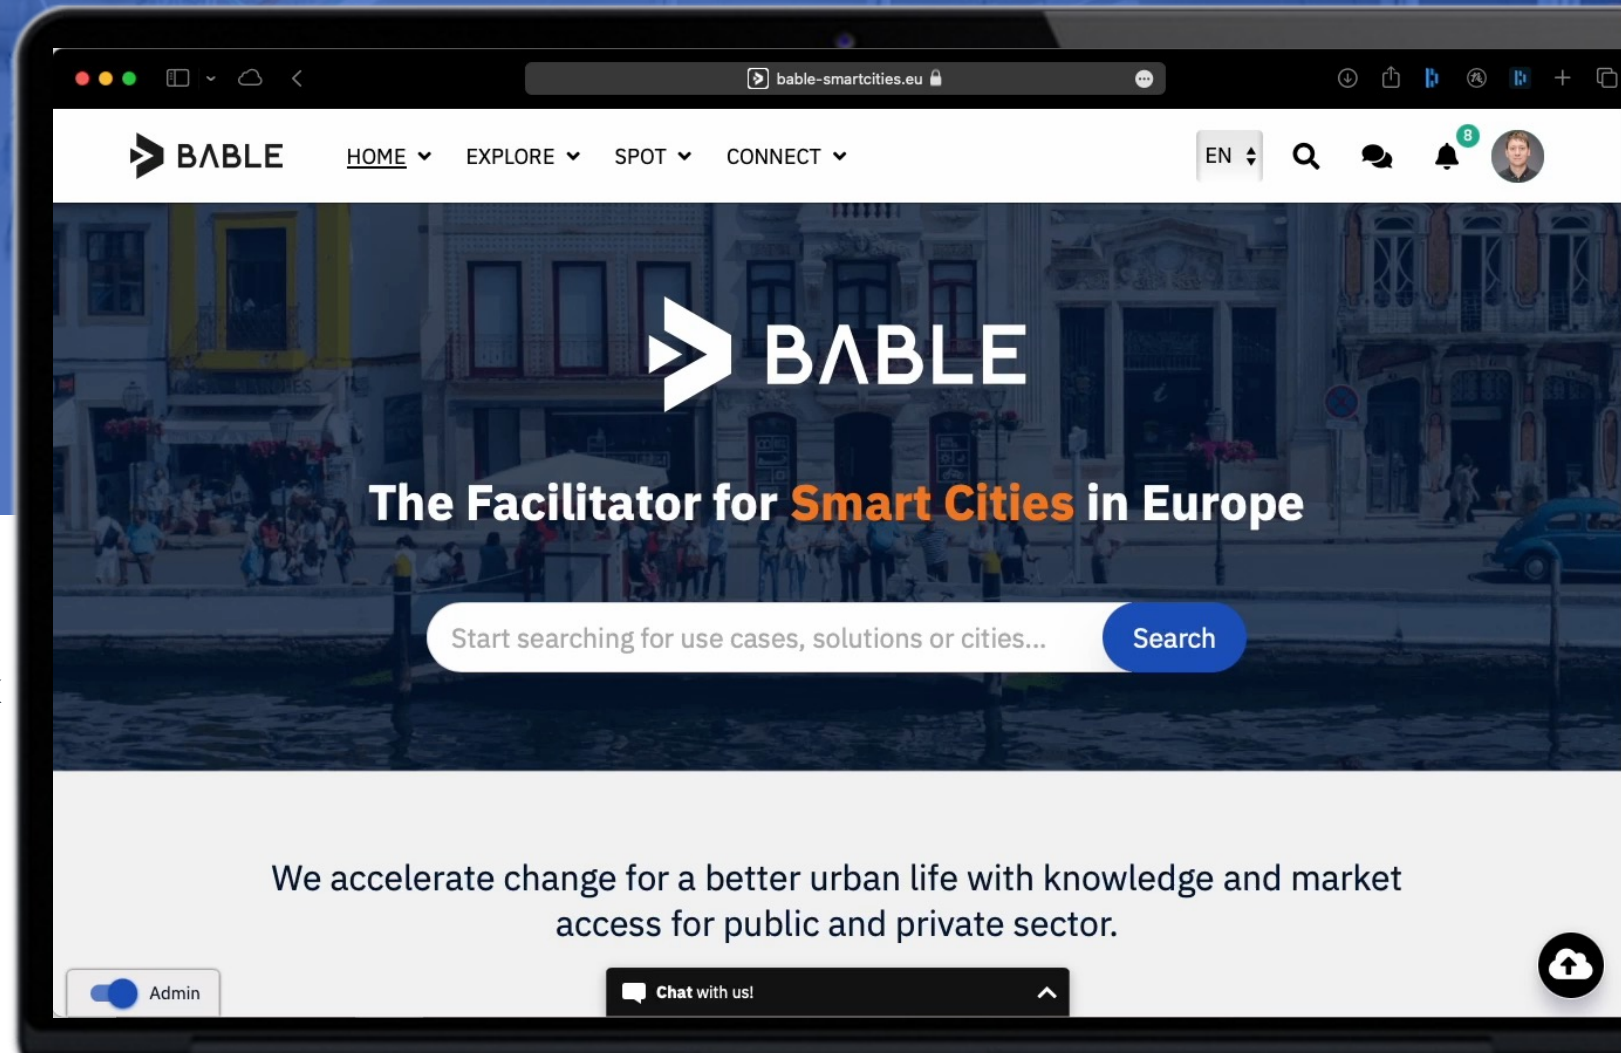 bable-smartcities.eu
BABLE
HOME
EXPLORE
SPOT
CONNECT
EN
8
BABLE
The Facilitator for Smart Cities in Europe
Start searching for use cases, solutions or cities...
Search
We accelerate change for a better urban life with knowledge and market
access for public and private sector.
Admin
Chat with us!